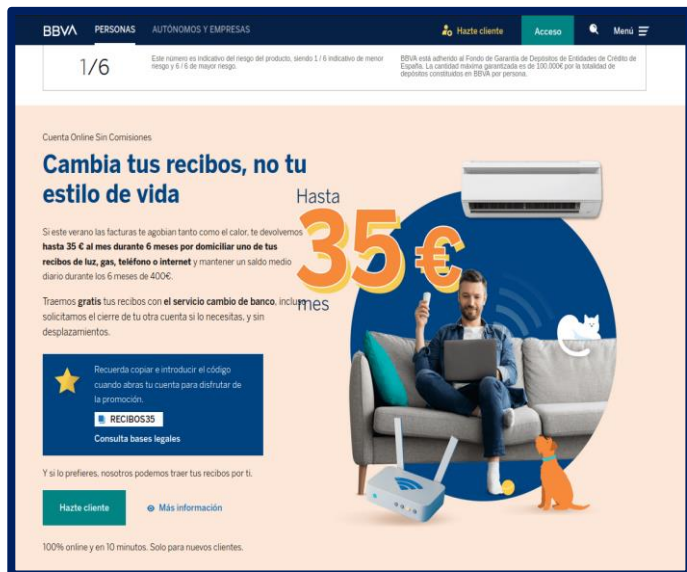 BBVA PERSONAS AUTÓNOMOS Y EMPRESAS Hazte cliente Acceso Menú
1/6
Este número es indicativo del riesgo del producto, siendo 1 / 6 indicativo de menor
riesgo y 6 / 6 de mayor riesgo.
BBVA está adherido al Fondo de Garantía de Depósitos de Entidades de Crédito de
España. La cantidad máxima garantizada es de 100.000€ por la totalidad de
depósitos constituidos en BBVA por persona.
Cuenta Online Sin Comisiones
Cambia tus recibos, no tu
estilo de vida
Si este verano las facturas te agobian tanto como el calor, te devolvemos
hasta 35 € al mes durante 6 meses por domiciliar uno de tus
recibos de luz, gas, teléfono o internet y mantener un saldo medio
diario durante los 6 meses de 400€.
Traemos gratis tus recibos con el servicio cambio de banco, incluso
solicitamos el cierre de tu otra cuenta si lo necesitas, y sin
desplazamientos.
Hasta
35€
mes
Recuerda copiar e introducir el código
cuando abras tu cuenta para disfrutar de
la promoción.
RECIBOS35
Consulta bases legales
Y si lo prefieres, nosotros podemos traer tus recibos por ti.
Hazte cliente Más información
100% online y en 10 minutos. Solo para nuevos clientes.